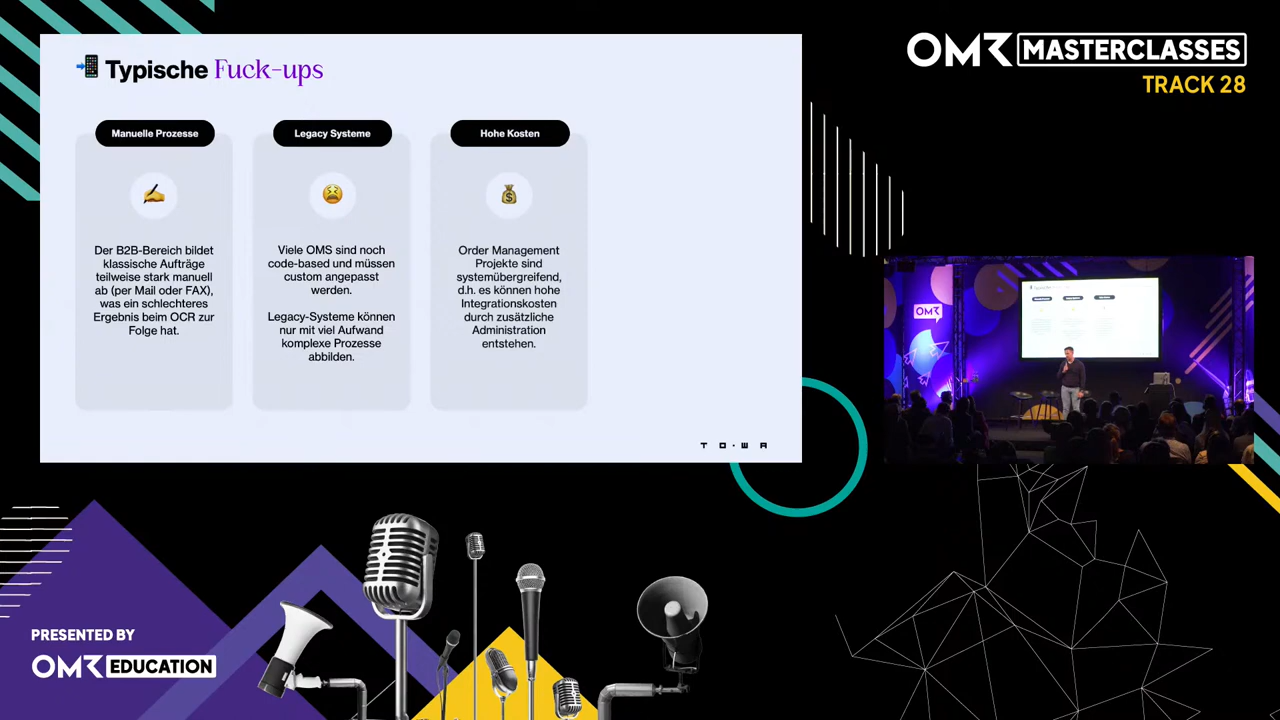 OMR MASTERCLASSES
TRACK 28
Typische Fuck-ups
Manuelle Prozesse
Der B2B-Bereich bildet
klassische Aufträge
teilweise stark manuell
ab (per Mail oder FAX),
was ein schlechteres
Ergebnis beim OCR zur
Folge hat.
Legacy Systeme
Viele OMS sind noch
code-based und müssen
custom angepasst
werden.
Legacy-Systeme können
nur mit viel Aufwand
komplexe Prozesse
abbilden.
Hohe Kosten
Order Management
Projekte sind
systemübergreifend,
d.h. es können hohe
Integrationskosten
durch zusätzliche
Administration
entstehen.
TO·WA
OMR
PRESENTED BY
OMR EDUCATION